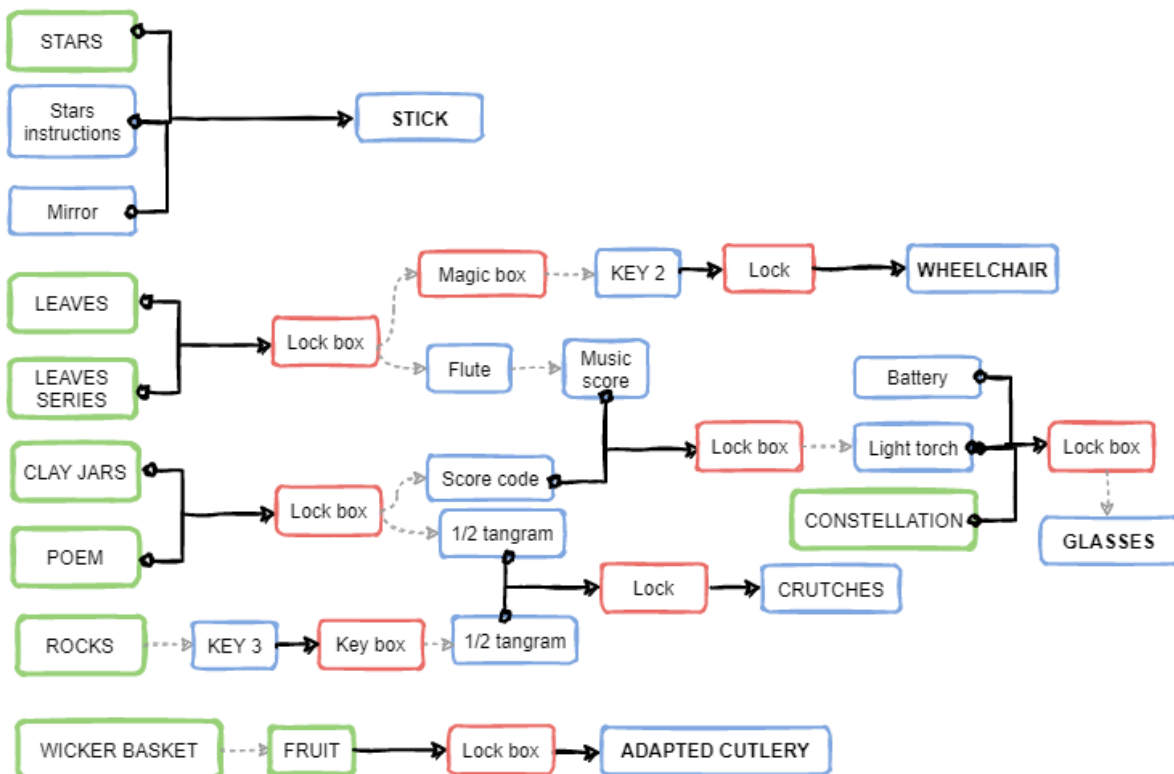 STARS
Stars
instructions
STICK
Mirror
Magic box
KEY 2
Lock
WHEELCHAIR
LEAVES
Lock box
LEAVES
SERIES
Flute
Music
score
Battery
CLAY JARS
Lock box
Score code
Lock box
Light torch
Lock box
POEM
1/2 tangram
CONSTELLATION
GLASSES
Lock
CRUTCHES
ROCKS
KEY 3
Key box
1/2 tangram
WICKER BASKET
FRUIT
Lock box
ADAPTED CUTLERY